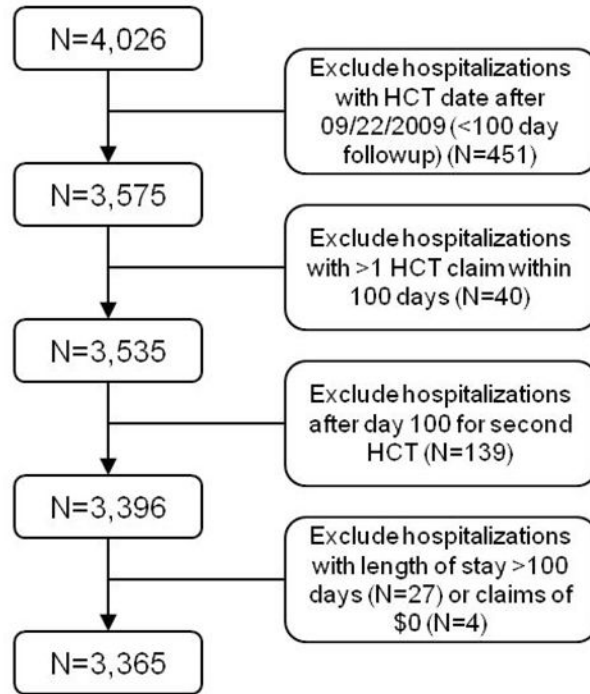 N=4,026
Exclude hospitalizations
with HCT date after
09/22/2009 (<100 day
followup) (N=451)
N=3,575
Exclude hospitalizations
with >1 HCT claim within
100 days (N=40)
N=3,535
Exclude hospitalizations
after day 100 for second
HCT (N=139)
N=3,396
Exclude hospitalizations
with length of stay >100
days (N=27) or claims of
$0 (N=4)
N=3,365